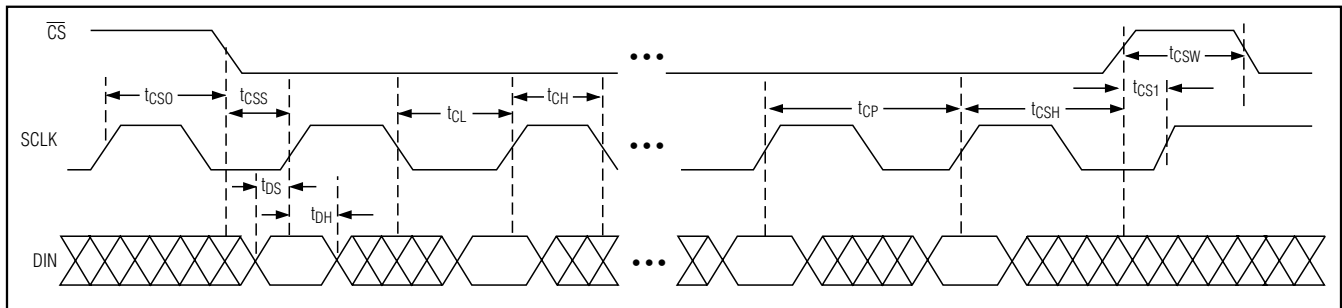 CS
tCSO
tCSS
tCL
tCH
•••
tCP
tCSH
tCSW
tCS1
SCLK
•••
tDS
tDH
DIN
•••